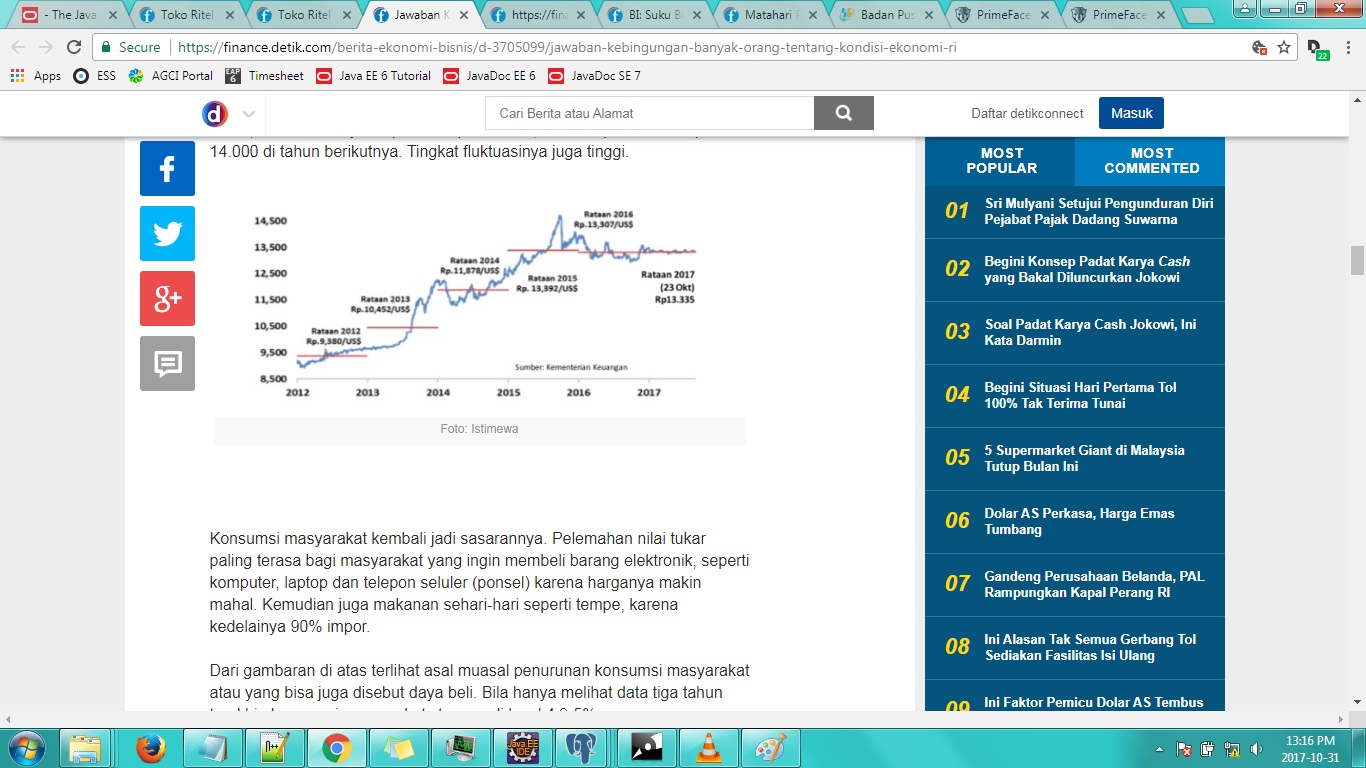 - The Java
Toko Ritel
Toko Ritel
Jawaban K
https://fina
BI: Suku B
Matahari P
Badan Pus
PrimeFace
PrimeFace
Secure
https://finance.detik.com/berita-ekonomi-bisnis/d-3705099/jawaban-kebingungan-banyak-orang-tentang-kondisi-ekonomi-ri
22
Apps
ESS
AGCI Portal
EAP 6
Timesheet
Java EE 6 Tutorial
JavaDoc EE 6
JavaDoc SE 7
d
Cari Berita atau Alamat
Daftar detikconnect
Masuk
f
g+
14.000 di tahun berikutnya. Tingkat fluktuasinya juga tinggi.
14,500
13,500
12,500
11,500
10,500
9,500
8,500
Rataan 2012
Rp.9,380/US$
Rataan 2013
Rp.10,452/US$
Rataan 2014
Rp.11,878/US$
Rataan 2015
Rp. 13,392/US$
Rataan 2016
Rp.13,307/US$
Rataan 2017
(23 Okt)
Rp13.335
Sumber: Kementerian Keuangan
2012 2013 2014 2015 2016 2017
Foto: Istimewa
Konsumsi masyarakat kembali jadi sasarannya. Pelemahan nilai tukar
paling terasa bagi masyarakat yang ingin membeli barang elektronik, seperti
komputer, laptop dan telepon seluler (ponsel) karena harganya makin
mahal. Kemudian juga makanan sehari-hari seperti tempe, karena
kedelainya 90% impor.
Dari gambaran di atas terlihat asal muasal penurunan konsumsi masyarakat
atau yang bisa juga disebut daya beli. Bila hanya melihat data tiga tahun
MOST
POPULAR
MOST
COMMENTED
01
Sri Mulyani Setujui Pengunduran Diri
Pejabat Pajak Dadang Suwarna
02
Begini Konsep Padat Karya Cash
yang Bakal Diluncurkan Jokowi
03
Soal Padat Karya Cash Jokowi, Ini
Kata Darmin
04
Begini Situasi Hari Pertama Tol
100% Tak Terima Tunai
05
5 Supermarket Giant di Malaysia
Tutup Bulan Ini
06
Dolar AS Perkasa, Harga Emas
Tumbang
07
Gandeng Perusahaan Belanda, PAL
Rampungkan Kapal Perang RI
08
Ini Alasan Tak Semua Gerbang Tol
Sediakan Fasilitas Isi Ulang
09
Ini Faktor Pemicu Dolar AS Tembus
Java EE
IDE
13:16 PM
2017-10-31